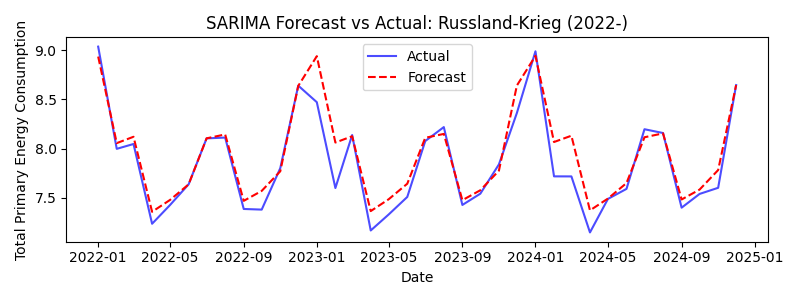 SARIMA Forecast vs Actual: Russland-Krieg (2022-)
Total Primary Energy Consumption
9.0
8.5
8.0
7.5
Actual
Forecast
2022-01 2022-05 2022-09 2023-01 2023-05 2023-09 2024-01 2024-05 2024-09 2025-01
Date